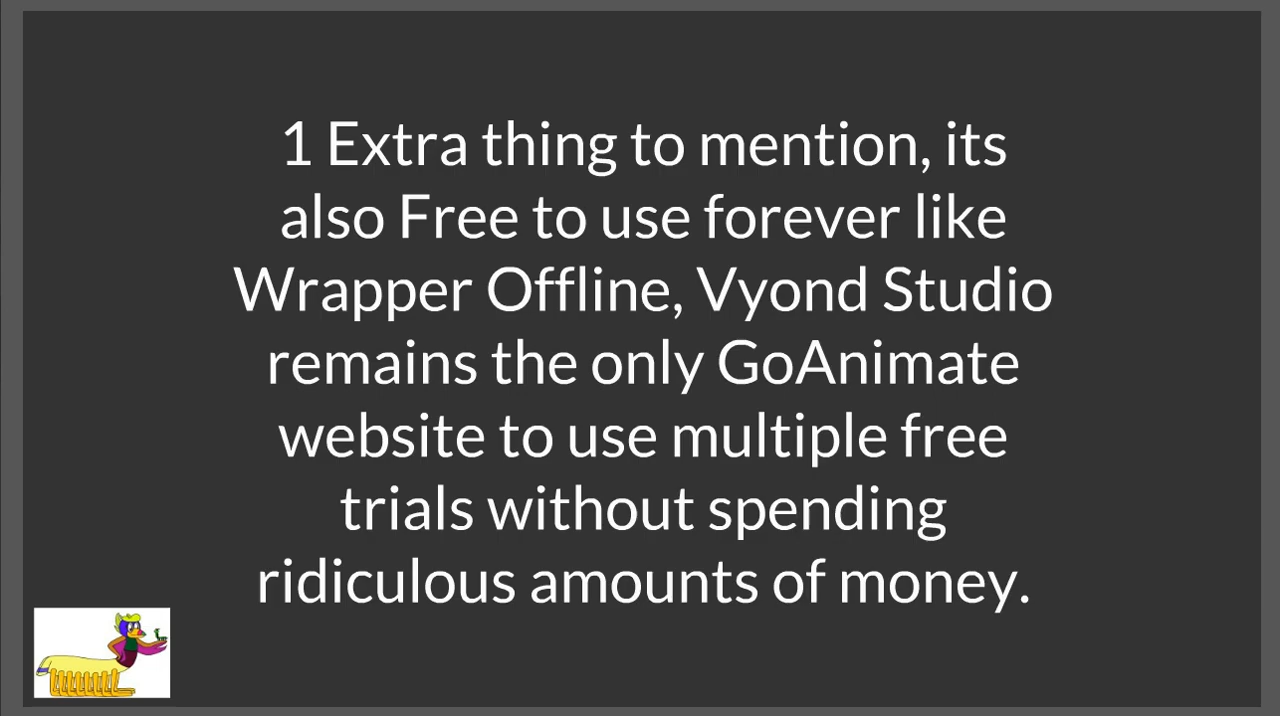 1 Extra thing to mention, its
also Free to use forever like
Wrapper Offline, Vyond Studio
remains the only GoAnimate
website to use multiple free
trials without spending
ridiculous amounts of money.